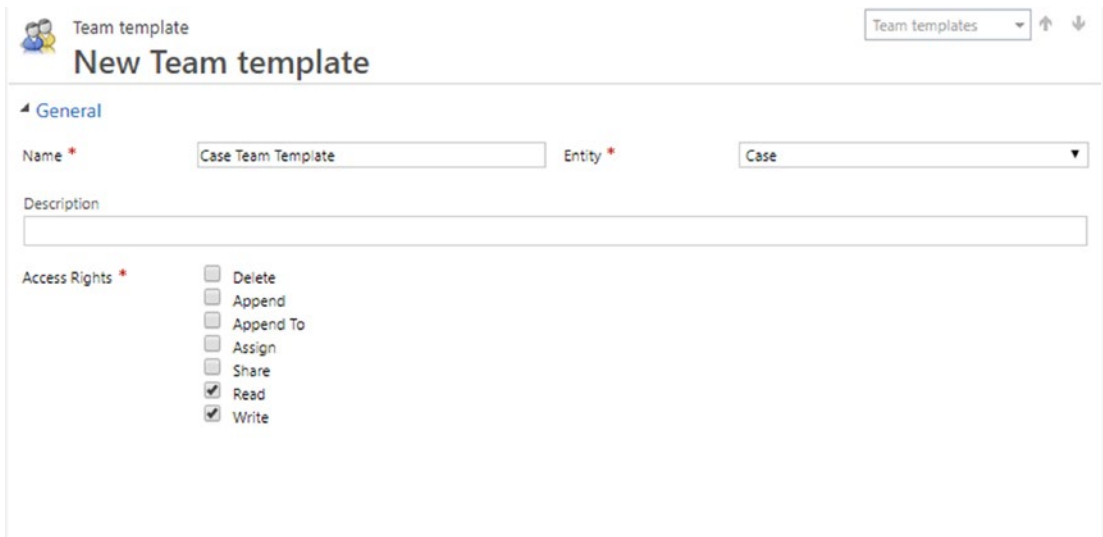 Team template
Team templates
New Team template
General
Name *
Case Team Template
Entity *
Case
Description
Access Rights *
Delete
Append
Append To
Assign
Share
Read
Write